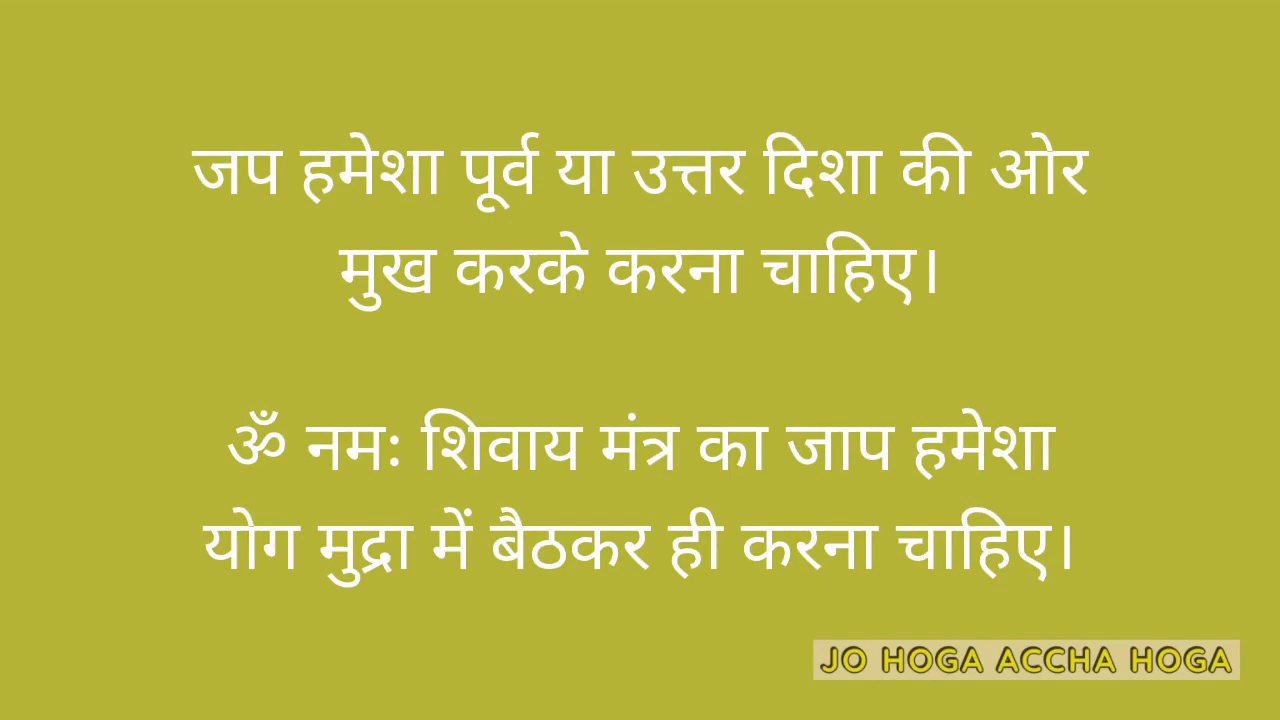 जप हमेशा पूर्व या उत्तर दिशा की ओर
मुख करके करना चाहिए।
ॐ नमः शिवाय मंत्र का जाप हमेशा
योग मुद्रा में बैठकर ही करना चाहिए।
JO HOGA ACCHA HOGA